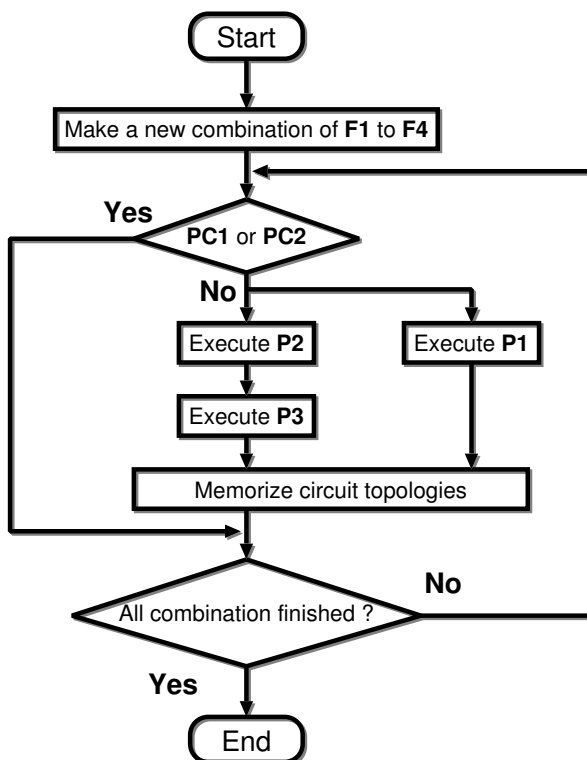 Start
Make a new combination of F1 to F4
Yes
PC1 or PC2
No
Execute P2
Execute P1
Execute P3
Memorize circuit topologies
All combination finished ?
No
Yes
End